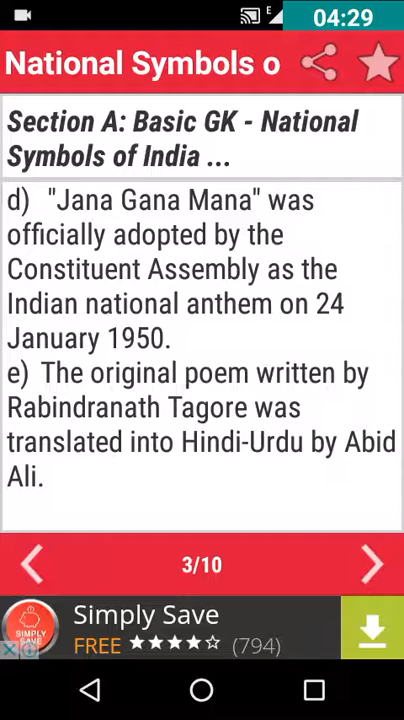 E
04:29
National Symbols o
Section A: Basic GK - National
Symbols of India ...
d) "Jana Gana Mana" was
officially adopted by the
Constituent Assembly as the
Indian national anthem on 24
January 1950.
e) The original poem written by
Rabindranath Tagore was
translated into Hindi-Urdu by Abid
Ali.
3/10
SIMPLY
SAVE
Simply Save
FREE (794)